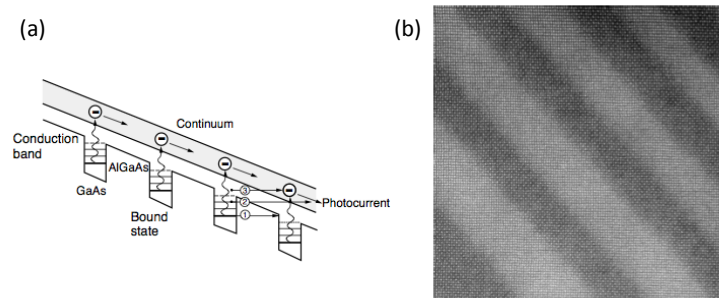 (a)
(b)
Continuum
Conduction
band
AlGaAs
GaAs
Bound
state
3
2
1
Photocurrent